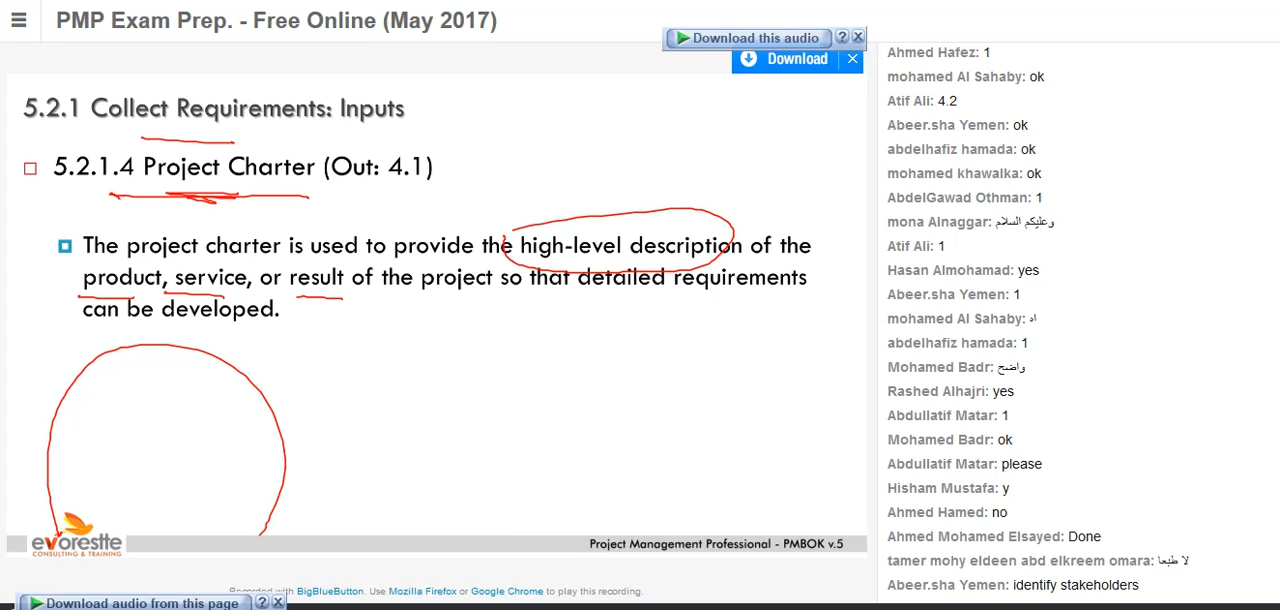 PMP Exam Prep. - Free Online (May 2017)
Download this audio ? X
Download
5.2.1 Collect Requirements: Inputs
5.2.1.4 Project Charter (Out: 4.1)
The project charter is used to provide the high-level description of the
product, service, or result of the project so that detailed requirements
can be developed.
evorestte
CONSULTING & TRAINING
Project Management Professional - PMBOK v.5
Recorded with BigBlueButton. Use Mozilla Firefox or Google Chrome to play this recording.
Download audio from this page ? X
Ahmed Hafez: 1
mohamed Al Sahaby: ok
Atif Ali: 4.2
Abeer.sha Yemen: ok
abdelhafiz hamada: ok
mohamed khawalka: ok
AbdelGawad Othman: 1
mona Alnaggar: وعليكم السلام
Atif Ali: 1
Hasan Almohamad: yes
Abeer.sha Yemen: 1
mohamed Al Sahaby: اه
abdelhafiz hamada: 1
Mohamed Badr: واضح
Rashed Alhajri: yes
Abdullatif Matar: 1
Mohamed Badr: ok
Abdullatif Matar: please
Hisham Mustafa: y
Ahmed Hamed: no
Ahmed Mohamed Elsayed: Done
tamer mohy eldeen abd elkreem omara: لا طبعا
Abeer.sha Yemen: identify stakeholders